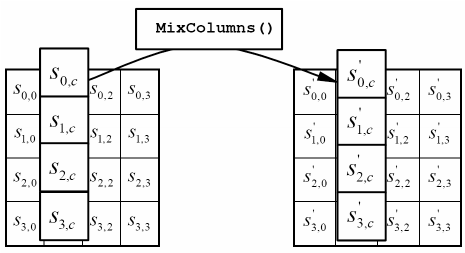 MixColumns()
s0,c s'0,c
s0,0 s0,2 s0,3 s'0,0 s'0,2 s'0,3
s1,c s'1,c
s1,0 s1,2 s1,3 s'1,0 s'1,2 s'1,3
s2,c s'2,c
s2,0 s2,2 s2,3 s'2,0 s'2,2 s'2,3
s3,c s'3,c
s3,0 s3,2 s3,3 s'3,0 s'3,2 s'3,3